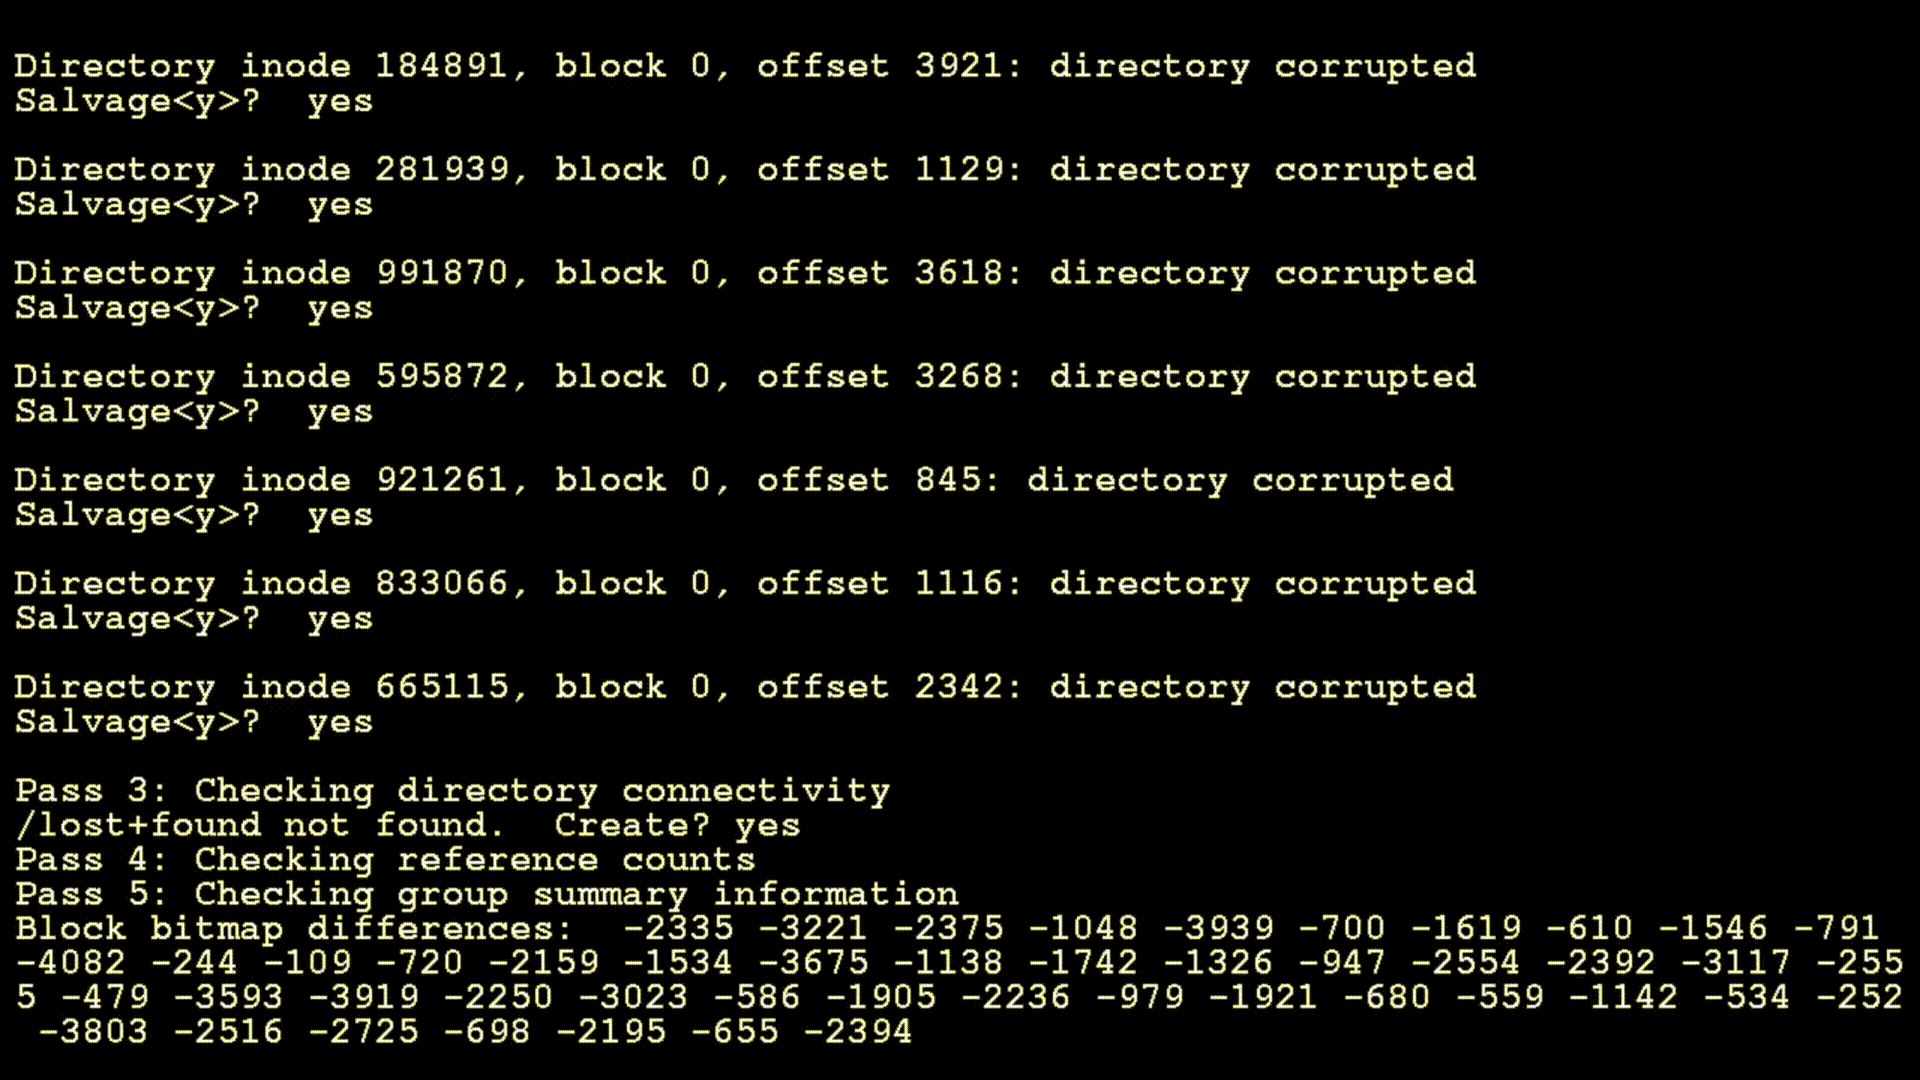 Directory inode 184891, block 0, offset 3921: directory corrupted
Salvage<y>?  yes
Directory inode 281939, block 0, offset 1129: directory corrupted
Salvage<y>?  yes
Directory inode 991870, block 0, offset 3618: directory corrupted
Salvage<y>?  yes
Directory inode 595872, block 0, offset 3268: directory corrupted
Salvage<y>?  yes
Directory inode 921261, block 0, offset 845: directory corrupted
Salvage<y>?  yes
Directory inode 833066, block 0, offset 1116: directory corrupted
Salvage<y>?  yes
Directory inode 665115, block 0, offset 2342: directory corrupted
Salvage<y>?  yes
Pass 3: Checking directory connectivity
/lost+found not found.  Create? yes
Pass 4: Checking reference counts
Pass 5: Checking group summary information
Block bitmap differences:  -2335 -3221 -2375 -1048 -3939 -700 -1619 -610 -1546 -791
-4082 -244 -109 -720 -2159 -1534 -3675 -1138 -1742 -1326 -947 -2554 -2392 -3117 -255
5 -479 -3593 -3919 -2250 -3023 -586 -1905 -2236 -979 -1921 -680 -559 -1142 -534 -252
-3803 -2516 -2725 -698 -2195 -655 -2394